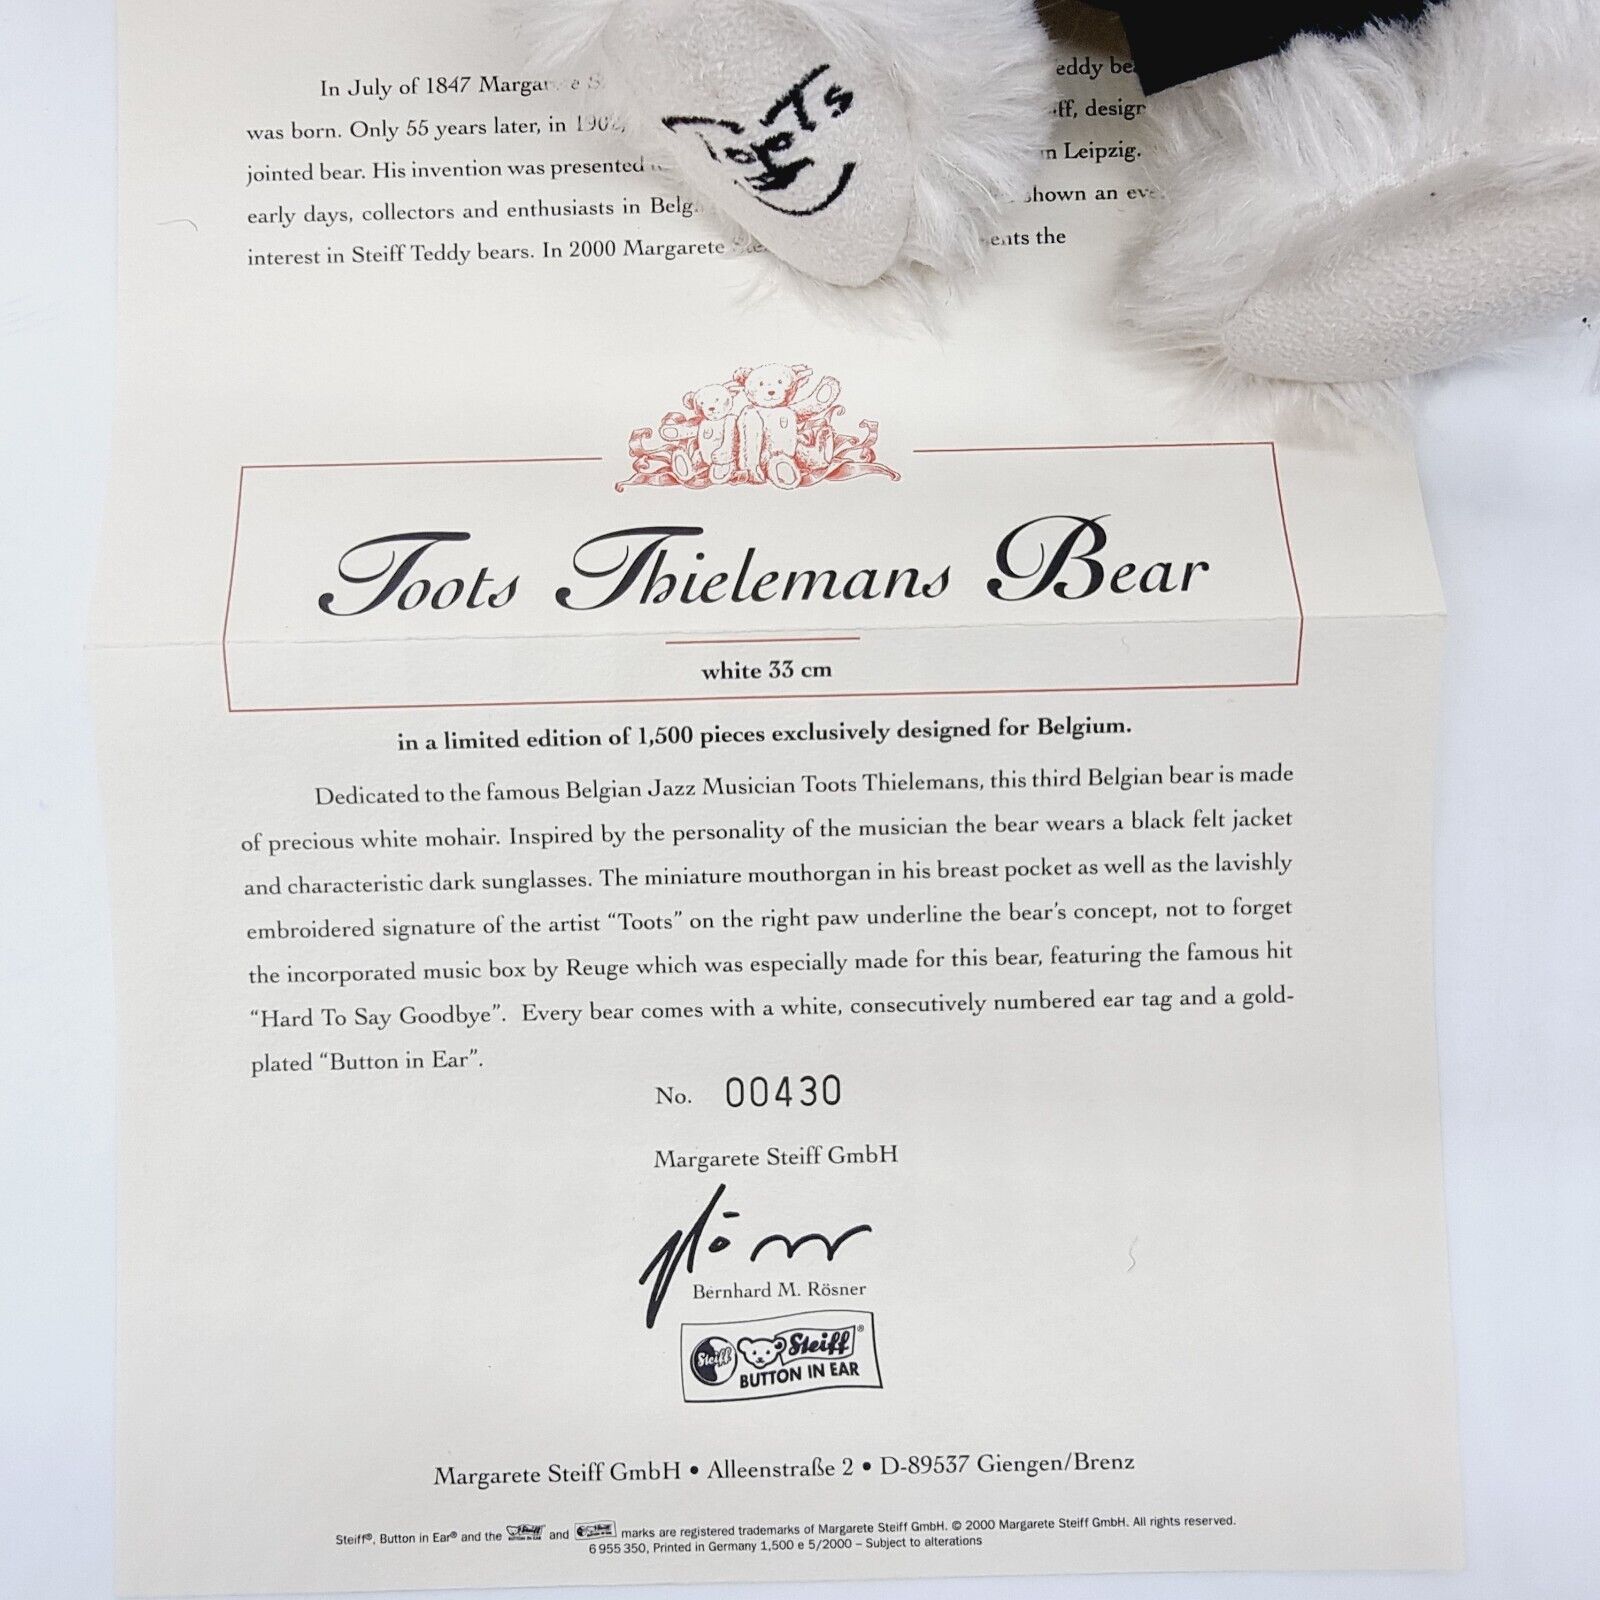 In July of 1847 eddy
was born. Only 55 years later, in 1902, design
jointed bear. His invention was presented in Leipzig.
early days, collectors and enthusiasts in shown an
interest in Steiff Teddy bears. In 2000 Margarete the
Toots
Toots Thielemans Bear
white 33 cm
in a limited edition of 1,500 pieces exclusively designed for Belgium.
Dedicated to the famous Belgian Jazz Musician Toots Thielemans, this third Belgian bear is made
of precious white mohair. Inspired by the personality of the musician the bear wears a black felt jacket
and characteristic dark sunglasses. The miniature mouthorgan in his breast pocket as well as the lavishly
embroidered signature of the artist “Toots” on the right paw underline the bear's concept, not to forget
the incorporated music box by Reuge which was especially made for this bear, featuring the famous hit
“Hard To Say Goodbye”. Every bear comes with a white, consecutively numbered ear tag and a gold-
plated “Button in Ear”.
No. 00430
Margarete Steiff GmbH
Bernhard M. Rösner
Steiff Steiff®
BUTTON IN EAR
Margarete Steiff GmbH • Alleenstraße 2 • D-89537 Giengen/Brenz
Steiff®, Button in Ear® and the and marks are registered trademarks of Margarete Steiff GmbH. © 2000 Margarete Steiff GmbH. All rights reserved.
6 955 350, Printed in Germany 1,500 e 5/2000 – Subject to alterations